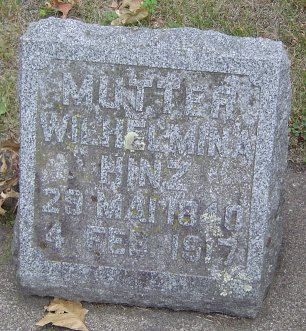 MUTTER
WILHELMINA
HINZ
29 MAI 1840
4 FEB. 1917